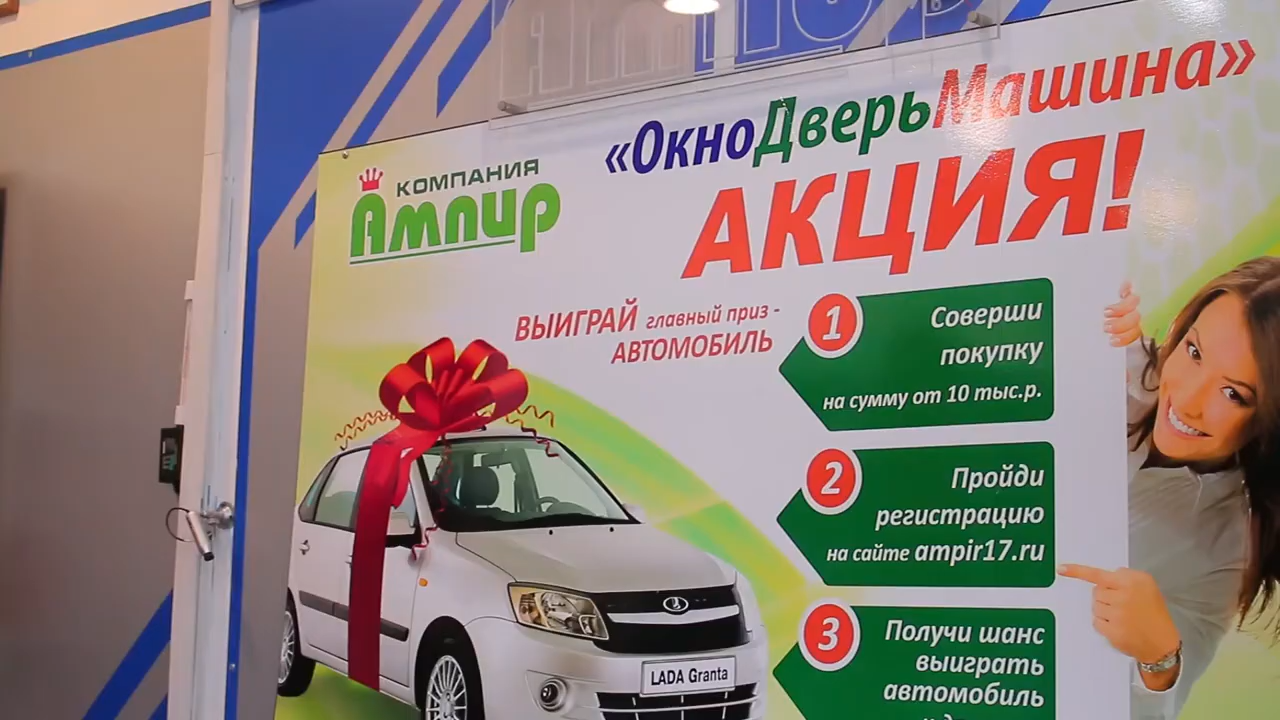 «ОкноДверьМашина»
АКЦИЯ!
КОМПАНИЯ
Ампир
ВЫИГРАЙ главный приз -
АВТОМОБИЛЬ
1
Соверши
покупку
на сумму от 10 тыс.р.
2
Пройди
регистрацию
на сайте ampir17.ru
3
Получи шанс
выиграть
автомобиль
LADA Granta